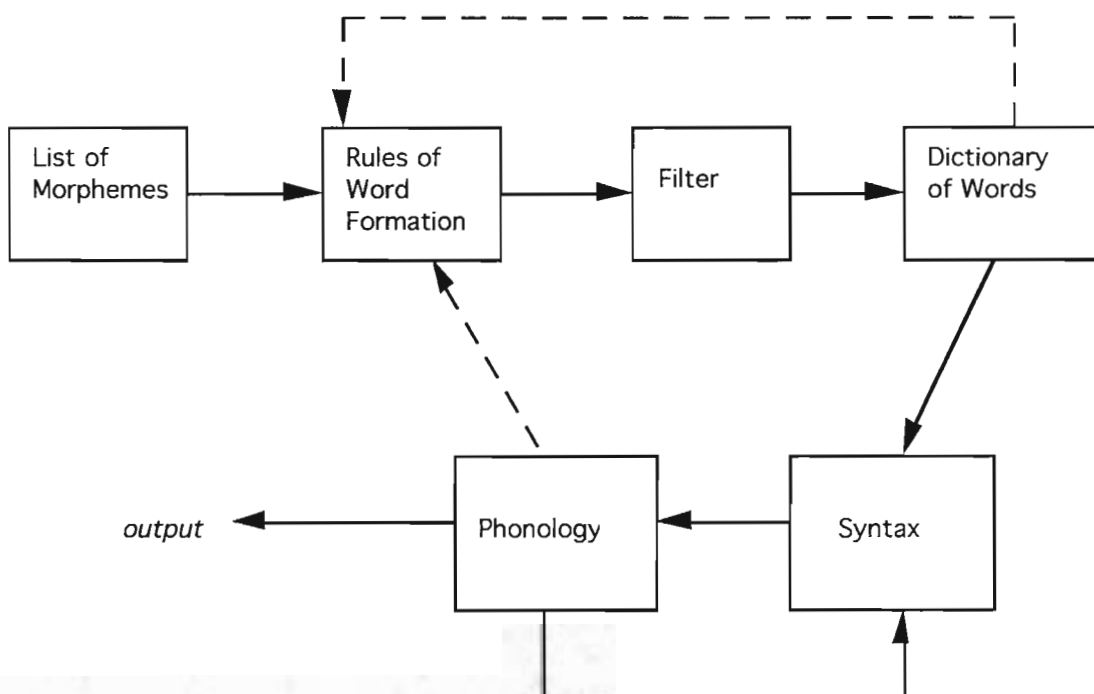 List of
Morphemes
Rules of
Word
Formation
Filter
Dictionary
of Words
output
Phonology
Syntax